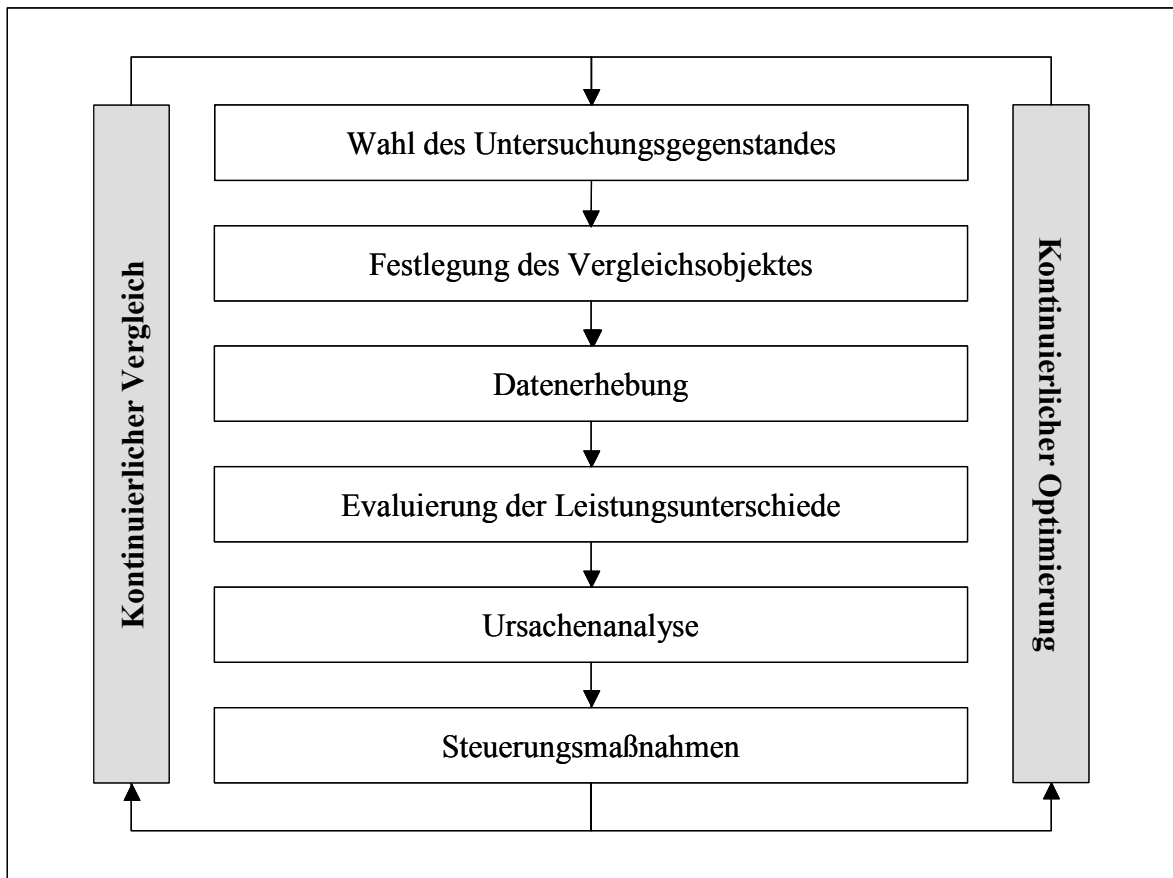 Wahl des Untersuchungsgegenstandes
Festlegung des Vergleichsobjektes
Datenerhebung
Evaluierung der Leistungsunterschiede
Ursachenanalyse
Steuerungsmaßnahmen
Kontinuierlicher Vergleich
Kontinuierlicher Optimierung